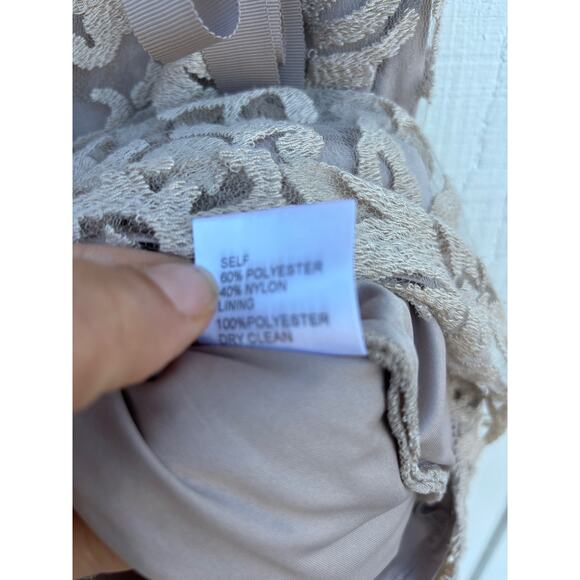 SELF
60% POLYESTER
40% NYLON
LINING
100%POLYESTER
DRY CLEAN